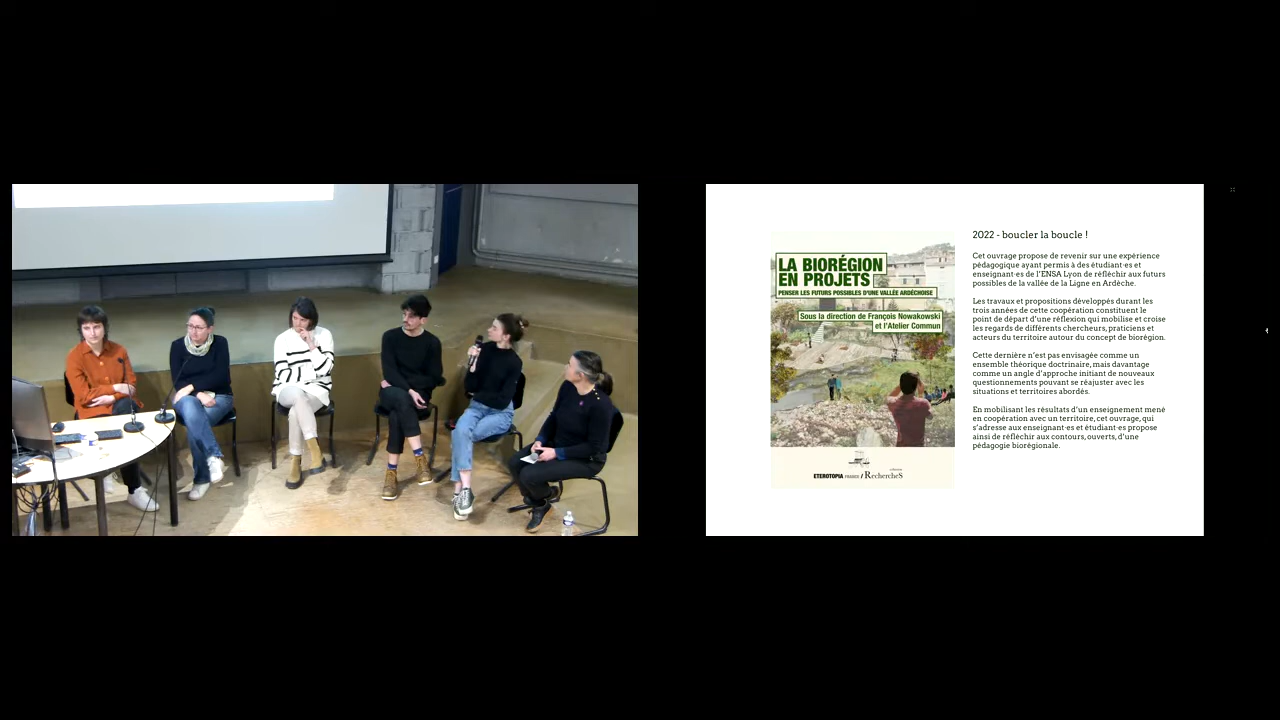 LA BIORÉGION
EN PROJETS
PENSER LES FUTURS POSSIBLES D'UNE VALLÉE ARDÉCHOISE
Sous la direction de François Nowakowski
et l'Atelier Commun
ETEROTOPIA FRANCE / RechercheS
2022 - boucler la boucle !
Cet ouvrage propose de revenir sur une expérience
pédagogique ayant permis à des étudiant·es et
enseignant·es de l'ENSA Lyon de réfléchir aux futurs
possibles de la vallée de la Ligne en Ardèche.
Les travaux et propositions développés durant les
trois années de cette coopération constituent le
point de départ d'une réflexion qui mobilise et croise
les regards de différents chercheurs, praticiens et
acteurs du territoire autour du concept de biorégion.
Cette dernière n'est pas envisagée comme un
ensemble théorique doctrinaire, mais davantage
comme un angle d'approche initiant de nouveaux
questionnements pouvant se réajuster avec les
situations et territoires abordés.
En mobilisant les résultats d'un enseignement mené
en coopération avec un territoire, cet ouvrage, qui
s'adresse aux enseignant·es et étudiant·es propose
ainsi de réfléchir aux contours, ouverts, d'une
pédagogie biorégionale.